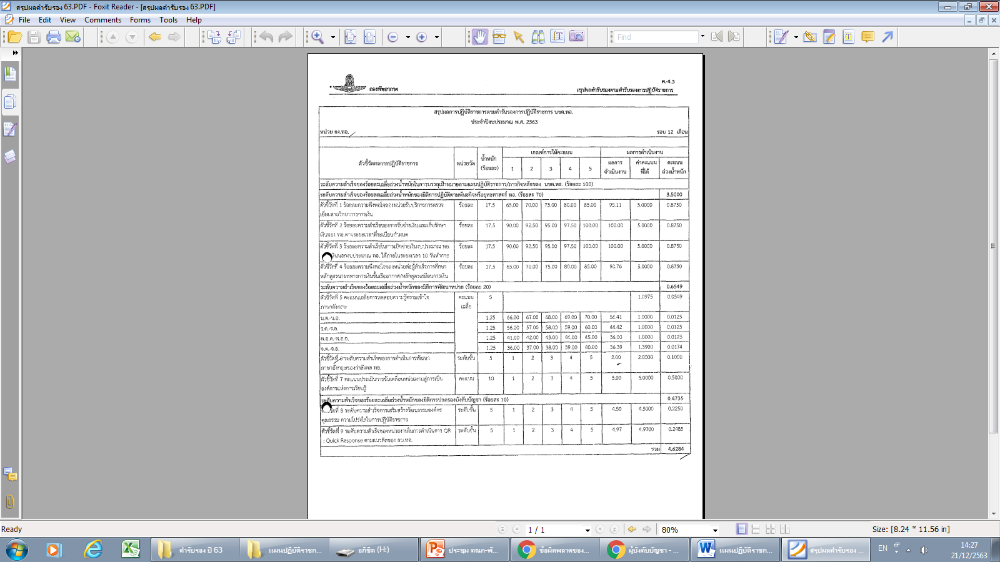 สรุปผลคำรับรอง 63.PDF - Foxit Reader - [สรุปผลคำรับรอง 63.PDF]
File Edit View Comments Forms Tools Help
Find
ค.-4.3
กองทัพอากาศ สรุปผลคำรับรองตามคำรับรองการปฏิบัติราชการ
สรุปผลการปฏิบัติราชการตามคำรับรองการปฏิบัติราชการ นขต.ทอ.
ประจำปีงบประมาณ พ.ศ. 2563
หน่วย กง.ทอ. รอบ 12 เดือน
ตัวชี้วัดผลการปฏิบัติราชการ หน่วยวัด น้ำหนัก (ร้อยละ) เกณฑ์การให้คะแนน ผลการดำเนินงาน
1 2 3 4 5 ผลการดำเนินงาน ค่าคะแนนที่ได้ คะแนนถ่วงน้ำหนัก
ระดับความสำเร็จของร้อยละเฉลี่ยถ่วงน้ำหนักในการบรรลุเป้าหมายตามแผนปฏิบัติราชการ/ภารกิจหลักของ นขต.ทอ. (ร้อยละ 100)
ระดับความสำเร็จของร้อยละเฉลี่ยถ่วงน้ำหนักของมิติการปฏิบัติตามพันธกิจหรือยุทธศาสตร์ ทอ. (ร้อยละ 70) 3.5000
ตัวชี้วัดที่ 1 ร้อยละความพึงพอใจของหน่วยรับบริการการตรวจ ร้อยละ 17.5 65.00 70.00 75.00 80.00 85.00 95.11 5.0000 0.8750
เยี่ยมสายวิทยาการการเงิน
ตัวชี้วัดที่ 2 ร้อยละความสำเร็จของการรับจ่ายเงินและเก็บรักษา ร้อยละ 17.5 90.00 92.50 95.00 97.50 100.00 100.00 5.0000 0.8750
เงินของ ทอ.ตามระยะเวลาที่ระเบียบกำหนด
ตัวชี้วัดที่ 3 ร้อยละความสำเร็จในการเบิกจ่ายเงินงบประมาณ ทอ. ร้อยละ 17.5 90.00 92.50 95.00 97.50 100.00 100.00 5.0000 0.8750
เงินนอกงบประมาณ ทอ. ได้ภายในระยะเวลา 10 วันทำการ
ตัวชี้วัดที่ 4 ร้อยละความพึงพอใจของหน่วยต่อผู้สำเร็จการศึกษา ร้อยละ 17.5 65.00 70.00 75.00 80.00 85.00 90.76 5.0000 0.8750
หลักสูตรนายทหารการเงินชั้นเรืออากาศ/หลักสูตรเสมียนการเงิน
ระดับความสำเร็จของร้อยละเฉลี่ยถ่วงน้ำหนักของมิติการพัฒนาหน่วย (ร้อยละ 20) 0.6549
ตัวชี้วัดที่ 5 คะแนนเฉลี่ยการทดสอบความรู้ความเข้าใจ คะแนน 5 1.0975 0.0549
ภาษาอังกฤษ เฉลี่ย
น.ต.-น.อ. 1.25 66.00 67.00 68.00 69.00 70.00 56.41 1.0000 0.0125
ร.ต.-ร.อ. 1.25 56.00 57.00 58.00 59.00 60.00 44.42 1.0000 0.0125
พ.อ.ต.-พ.อ.อ. 1.25 41.00 42.00 43.00 44.00 45.00 36.00 1.0000 0.0125
จ.ต.-จ.อ. 1.25 36.00 37.00 38.00 39.00 40.00 36.39 1.3900 0.0174
ตัวชี้วัดที่ 6 ระดับความสำเร็จของการดำเนินการพัฒนา ระดับขั้น 5 1 2 3 4 5 2.00 2.0000 0.1000
ภาษาอังกฤษของกำลังพล ทอ.
ตัวชี้วัดที่ 7 คะแนนประเมินการขับเคลื่อนหน่วยงานสู่การเป็น คะแนน 10 1 2 3 4 5 5.00 5.0000 0.5000
องค์การแห่งการเรียนรู้
ระดับความสำเร็จของร้อยละเฉลี่ยถ่วงน้ำหนักของมิติการปกครองบังคับบัญชา (ร้อยละ 10) 0.4735
ตัวชี้วัดที่ 8 ระดับความสำเร็จการเสริมสร้างวัฒนธรรมองค์กร ระดับขั้น 5 1 2 3 4 5 4.50 4.5000 0.2250
คุณธรรม ความโปร่งใสในการปฏิบัติราชการ
ตัวชี้วัดที่ 9 ระดับความสำเร็จของหน่วยงานในการดำเนินการ QR ระดับขั้น 5 1 2 3 4 5 4.97 4.9700 0.2485
: Quick Response ตามแนวคิดของ ผบ.ทอ.
รวม 4.6284
Ready 1 / 1 80% Size: [8.24 * 11.56 in]
คำรับรอง ปี 63 แผนปฏิบัติราชก... อภิชิต (H:) ประชุม คณก-พั... ข้อผิดพลาดของ... ผู้บังคับบัญชา - ... แผนปฏิบัติราชก... สรุปผลคำรับรอง ... EN 14:27
21/12/2563